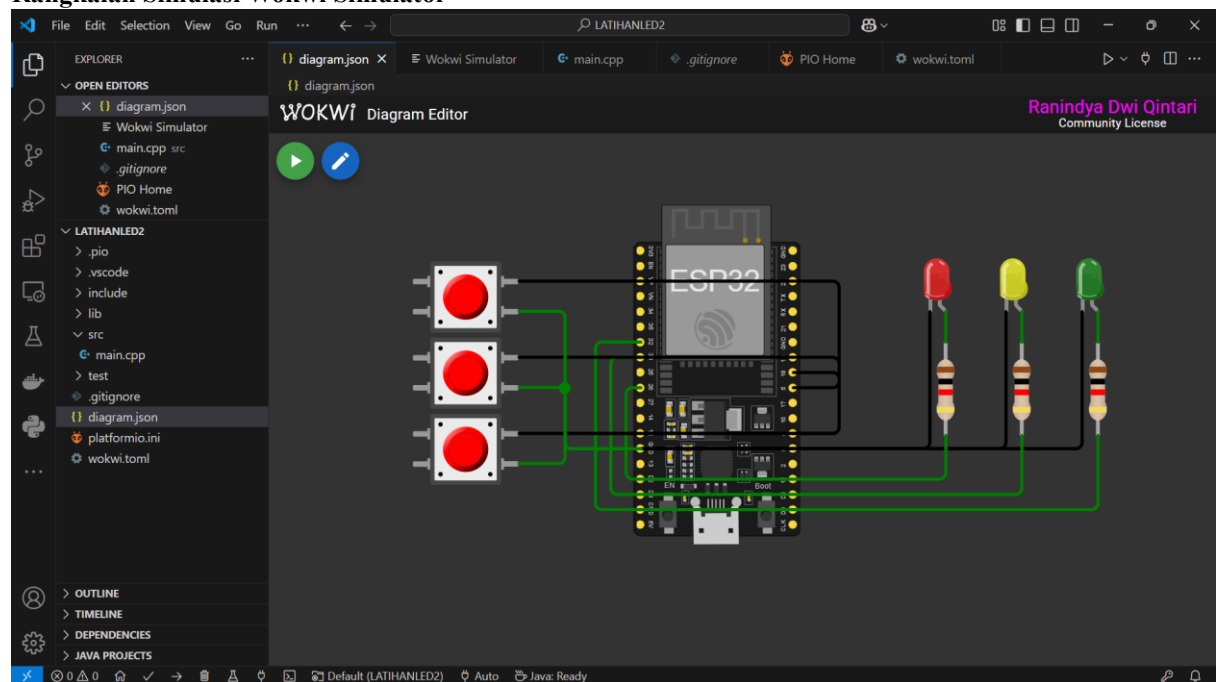 Rangkaian Simulasi Wokwi Simulator
File Edit Selection View Go Run ··· LATIHANLED2
EXPLORER ···
OPEN EDITORS
{} diagram.json
Wokwi Simulator
main.cpp src
.gitignore
PIO Home
wokwi.toml
LATIHANLED2
.pio
.vscode
include
lib
src
main.cpp
test
.gitignore
{} diagram.json
platformio.ini
wokwi.toml
OUTLINE
TIMELINE
DEPENDENCIES
JAVA PROJECTS
{} diagram.json Wokwi Simulator main.cpp .gitignore PIO Home wokwi.toml
{} diagram.json
WOKWI Diagram Editor
Ranindya Dwi Qintari
Community License
ESP32
EN Boot
0 0 0 Default (LATIHANLED2) Auto Java: Ready